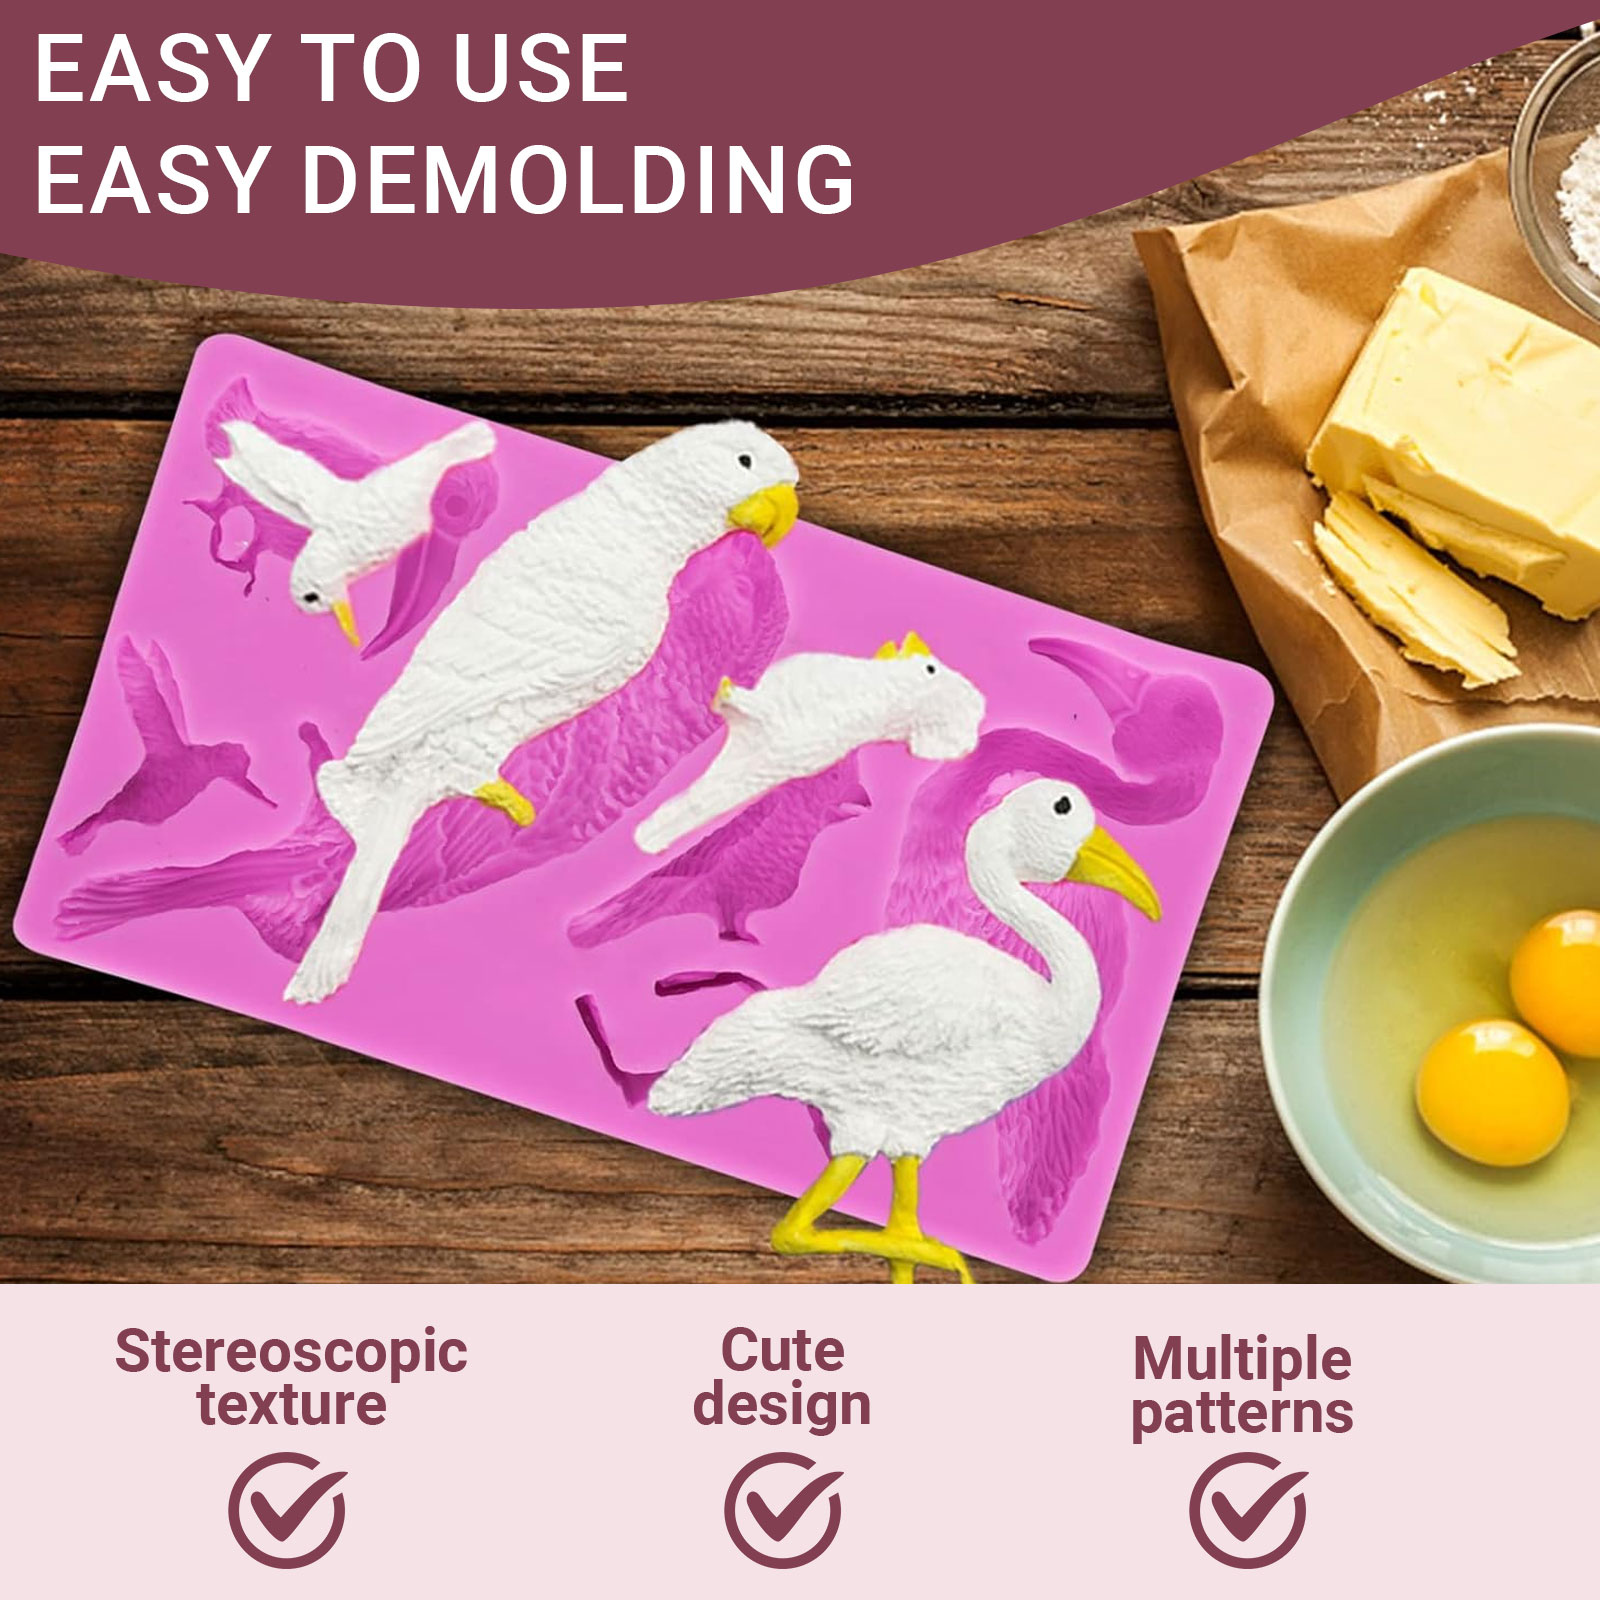 EASY TO USE
EASY DEMOLDING
Stereoscopic
texture
Cute
design
Multiple
patterns